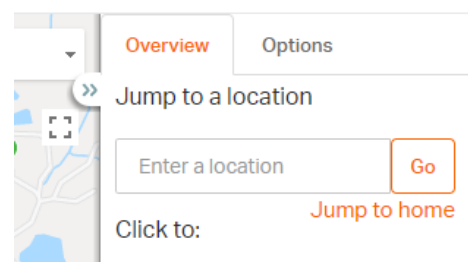 Overview Options
Jump to a location
Enter a location Go
Jump to home
Click to: